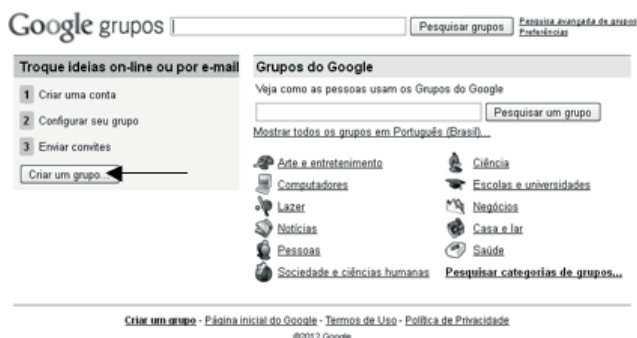 Google grupos Pesquisar grupos Pesquisa avançada de grupos
Preferências
Troque ideias on-line ou por e-mail
1 Criar uma conta
2 Configurar seu grupo
3 Enviar convites
Criar um grupo...
Grupos do Google
Veja como as pessoas usam os Grupos do Google
Pesquisar um grupo
Mostrar todos os grupos em Português (Brasil)...
Arte e entretenimento
Computadores
Lazer
Notícias
Pessoas
Sociedade e ciências humanas
Ciência
Escolas e universidades
Negócios
Casa e lar
Saúde
Pesquisar categorias de grupos...
Criar um grupo - Página inicial do Google - Termos de Uso - Política de Privacidade
©2012 Google